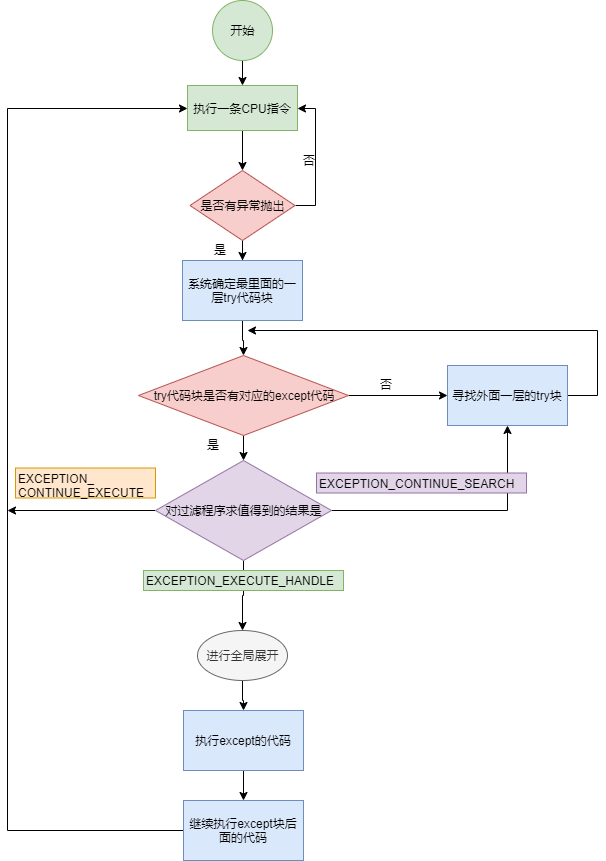 开始
执行一条CPU指令
否
是否有异常抛出
是
系统确定最里面的一
层try代码块
try代码块是否有对应的except代码
否
寻找外面一层的try块
是
EXCEPTION_
CONTINUE_EXECUTE
EXCEPTION_CONTINUE_SEARCH
对过滤程序求值得到的结果是
EXCEPTION_EXECUTE_HANDLE
进行全局展开
执行except的代码
继续执行except块后
面的代码